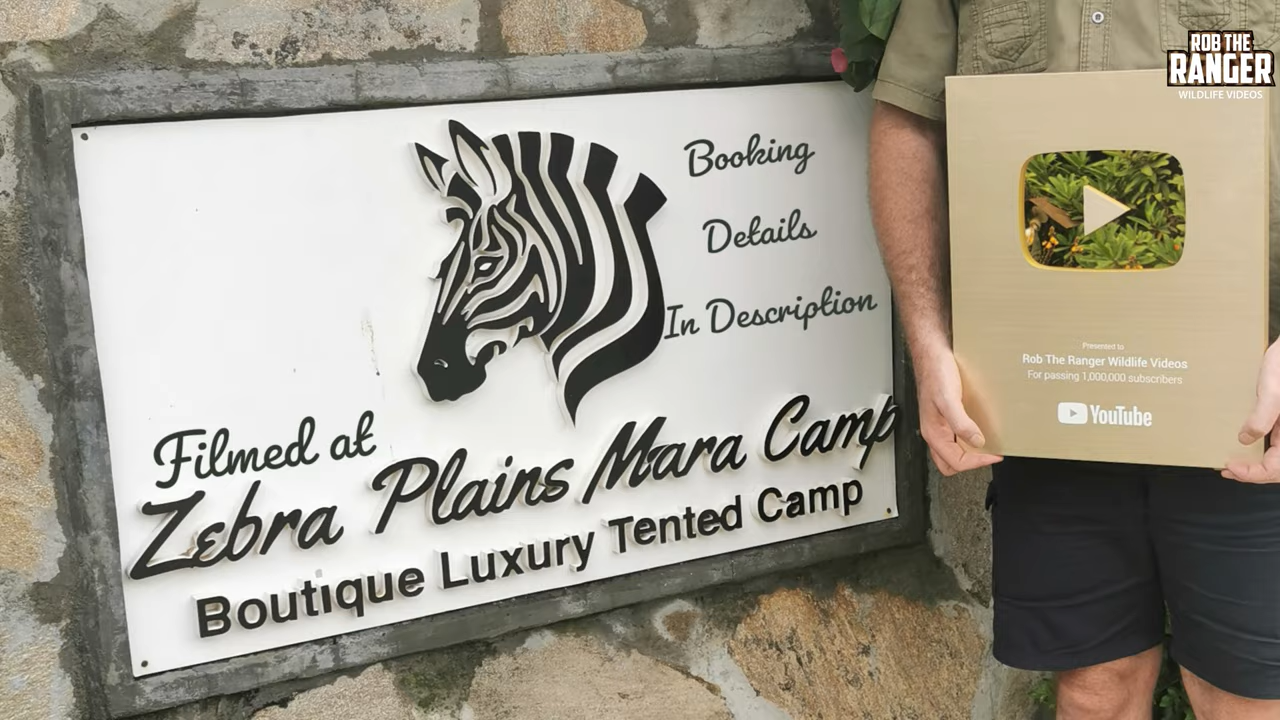 Booking
Details
In Description
Filmed at
Zebra Plains Mara Camp
Boutique Luxury Tented Camp
ROB THE
RANGER
WILDLIFE VIDEOS
Presented to
Rob The Ranger Wildlife Videos
For passing 1,000,000 subscribers
YouTube